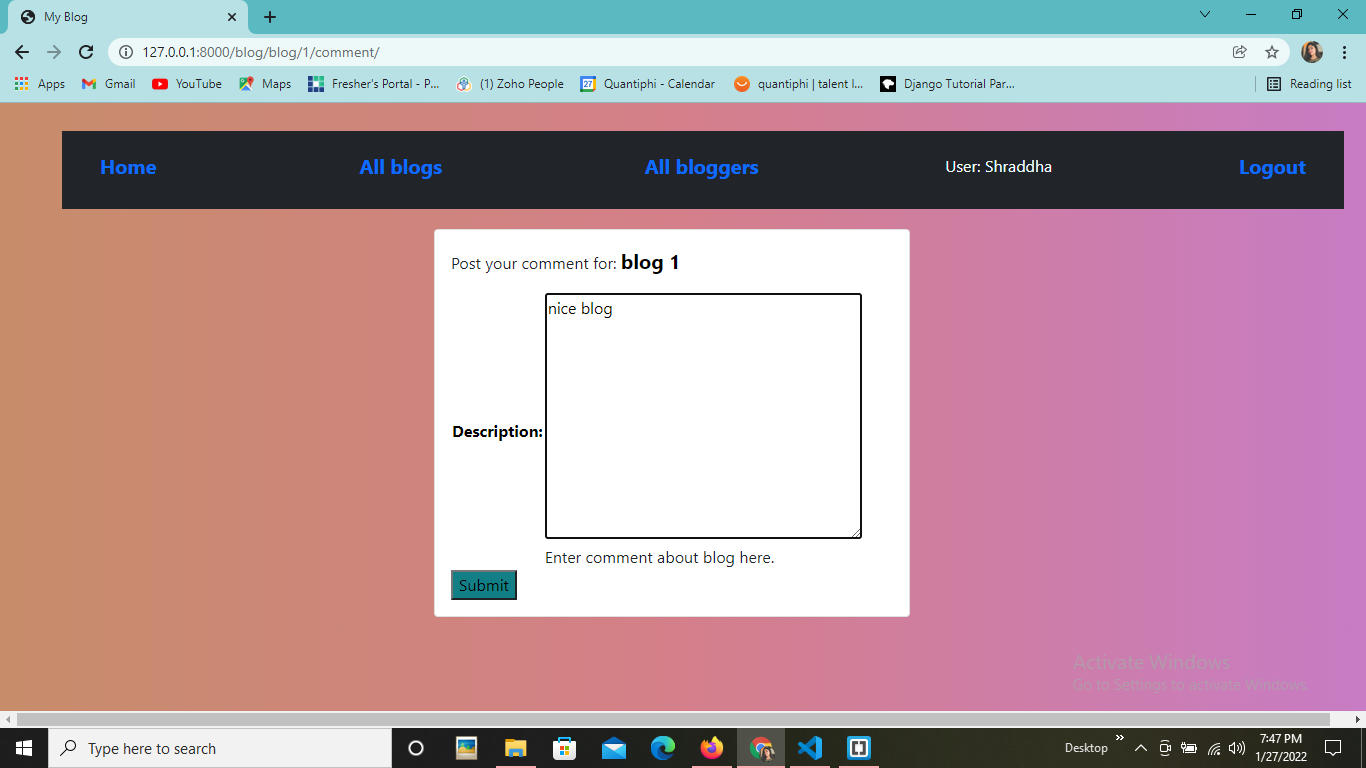 My Blog
127.0.0.1:8000/blog/blog/1/comment/
Apps Gmail YouTube Maps Fresher's Portal - P... (1) Zoho People 27 Quantiphi - Calendar quantiphi | talent l... Django Tutorial Par... Reading list
Home All blogs All bloggers User: Shraddha Logout
Post your comment for: blog 1
nice blog
Description:
Enter comment about blog here.
Submit
Activate Windows
Go to Settings to activate Windows.
Type here to search
Desktop
7:47 PM
1/27/2022